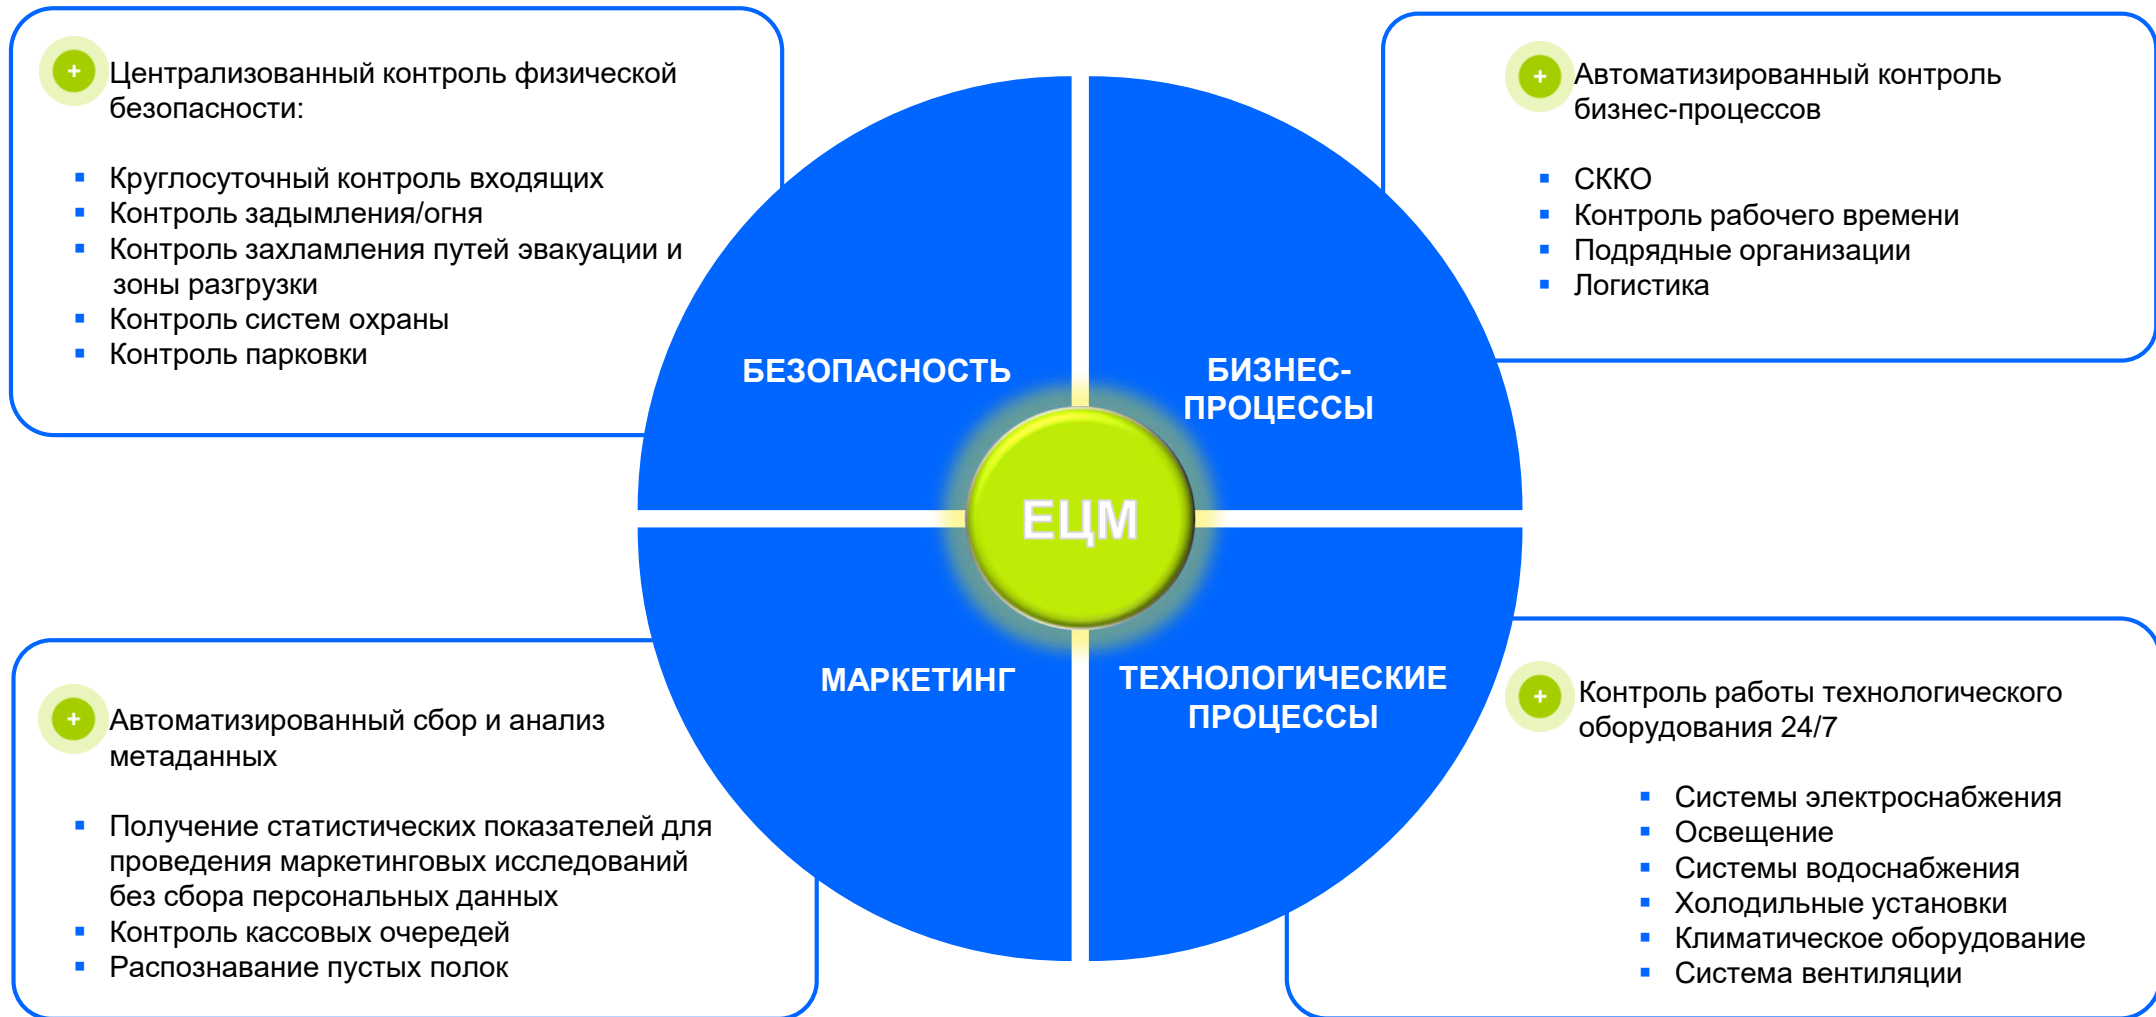 Централизованный контроль физической
безопасности:
Круглосуточный контроль входящих
Контроль задымления/огня
Контроль захламления путей эвакуации и
зоны разгрузки
Контроль систем охраны
Контроль парковки
Автоматизированный контроль
бизнес-процессов
СККО
Контроль рабочего времени
Подрядные организации
Логистика
БЕЗОПАСНОСТЬ
БИЗНЕС-
ПРОЦЕССЫ
ЕЦМ
МАРКЕТИНГ
ТЕХНОЛОГИЧЕСКИЕ
ПРОЦЕССЫ
Автоматизированный сбор и анализ
метаданных
Получение статистических показателей для
проведения маркетинговых исследований
без сбора персональных данных
Контроль кассовых очередей
Распознавание пустых полок
Контроль работы технологического
оборудования 24/7
Системы электроснабжения
Освещение
Системы водоснабжения
Холодильные установки
Климатическое оборудование
Система вентиляции